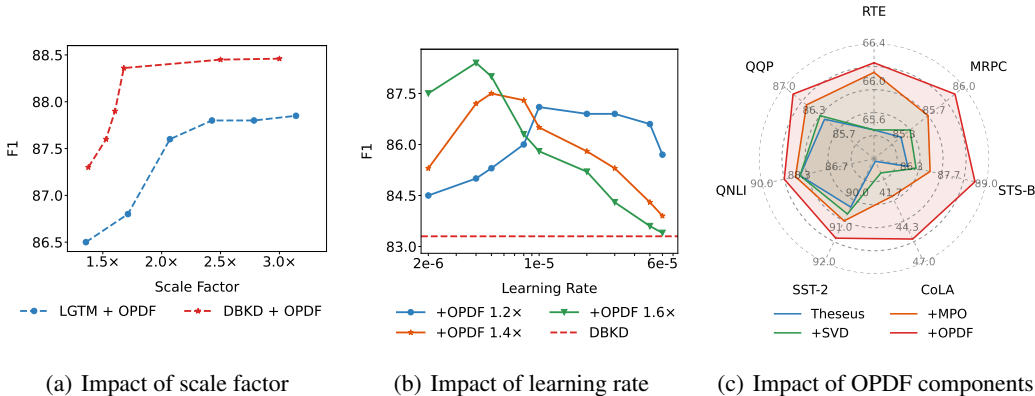 88.5
88.0
87.5
87.0
86.5
F1
1.5× 2.0× 2.5× 3.0×
Scale Factor
LGTM + OPDF DBKD + OPDF
(a) Impact of scale factor
87.5
86.0
84.5
83.0
F1
2e-6 1e-5 6e-5
Learning Rate
+OPDF 1.2× +OPDF 1.6×
+OPDF 1.4× DBKD
(b) Impact of learning rate
RTE
66.4
QQP MRPC
87.0 86.0
66.0
86.3 85.7
65.6
85.7 85.3
86.7 86.3 87.7
QNLI 90.0 88.3 89.0 STS-B
90.0 41.7
91.0 44.3
92.0 47.0
SST-2 CoLA
Theseus +MPO
+SVD +OPDF
(c) Impact of OPDF components